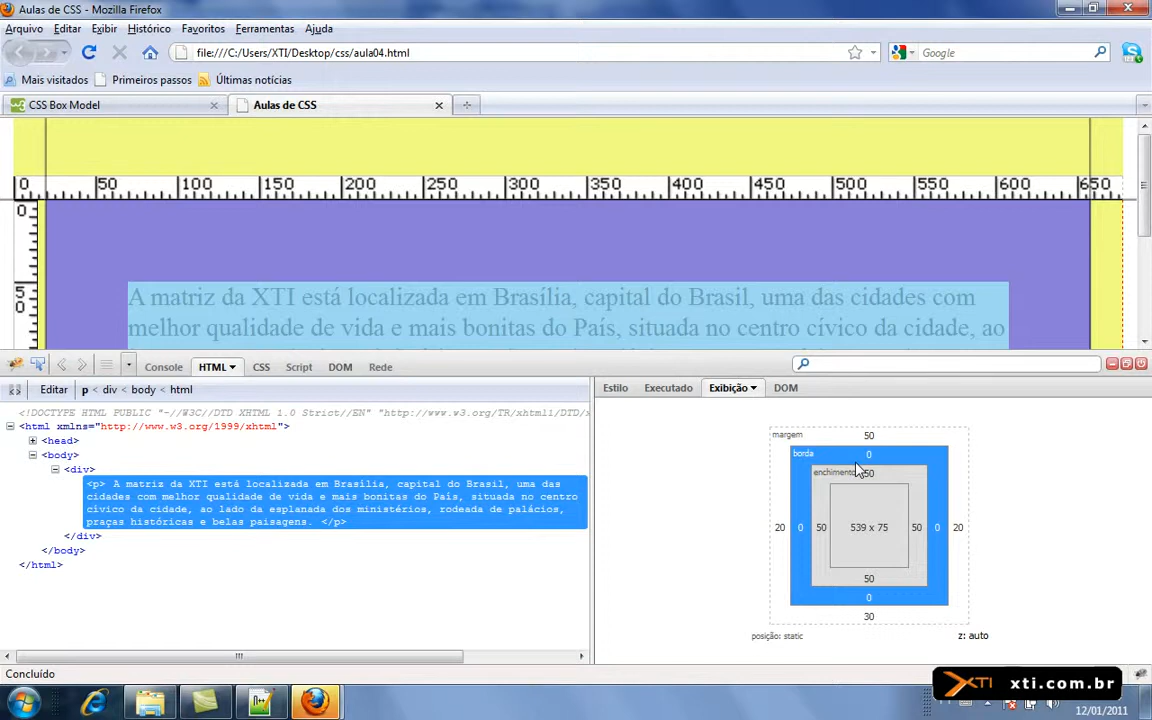 Aulas de CSS - Mozilla Firefox
Arquivo Editar Exibir Histórico Favoritos Ferramentas Ajuda
file:///C:/Users/XTI/Desktop/css/aula04.html
Google
Mais visitados Primeiros passos Últimas notícias
CSS Box Model
Aulas de CSS
0 50 100 150 200 250 300 350 400 450 500 550 600 650
0
50
A matriz da XTI está localizada em Brasília, capital do Brasil, uma das cidades com
melhor qualidade de vida e mais bonitas do País, situada no centro cívico da cidade, ao
Console HTML CSS Script DOM Rede
Editar p < div < body < html
Estilo Executado Exibição DOM
<!DOCTYPE HTML PUBLIC "-//W3C//DTD XHTML 1.0 Strict//EN" "http://www.w3.org/TR/xhtml1/DTD/x
<html xmlns="http://www.w3.org/1999/xhtml">
<head>
<body>
<div>
<p> A matriz da XTI está localizada em Brasília, capital do Brasil, uma das
cidades com melhor qualidade de vida e mais bonitas do País, situada no centro
cívico da cidade, ao lado da esplanada dos ministérios, rodeada de palácios,
praças históricas e belas paisagens. </p>
</div>
</body>
</html>
margem 50
borda 0
enchimento 50
20 0 50 539 x 75 50 0 20
50
0
30
posição: static z: auto
Concluído
XTI xti.com.br
12/01/2011